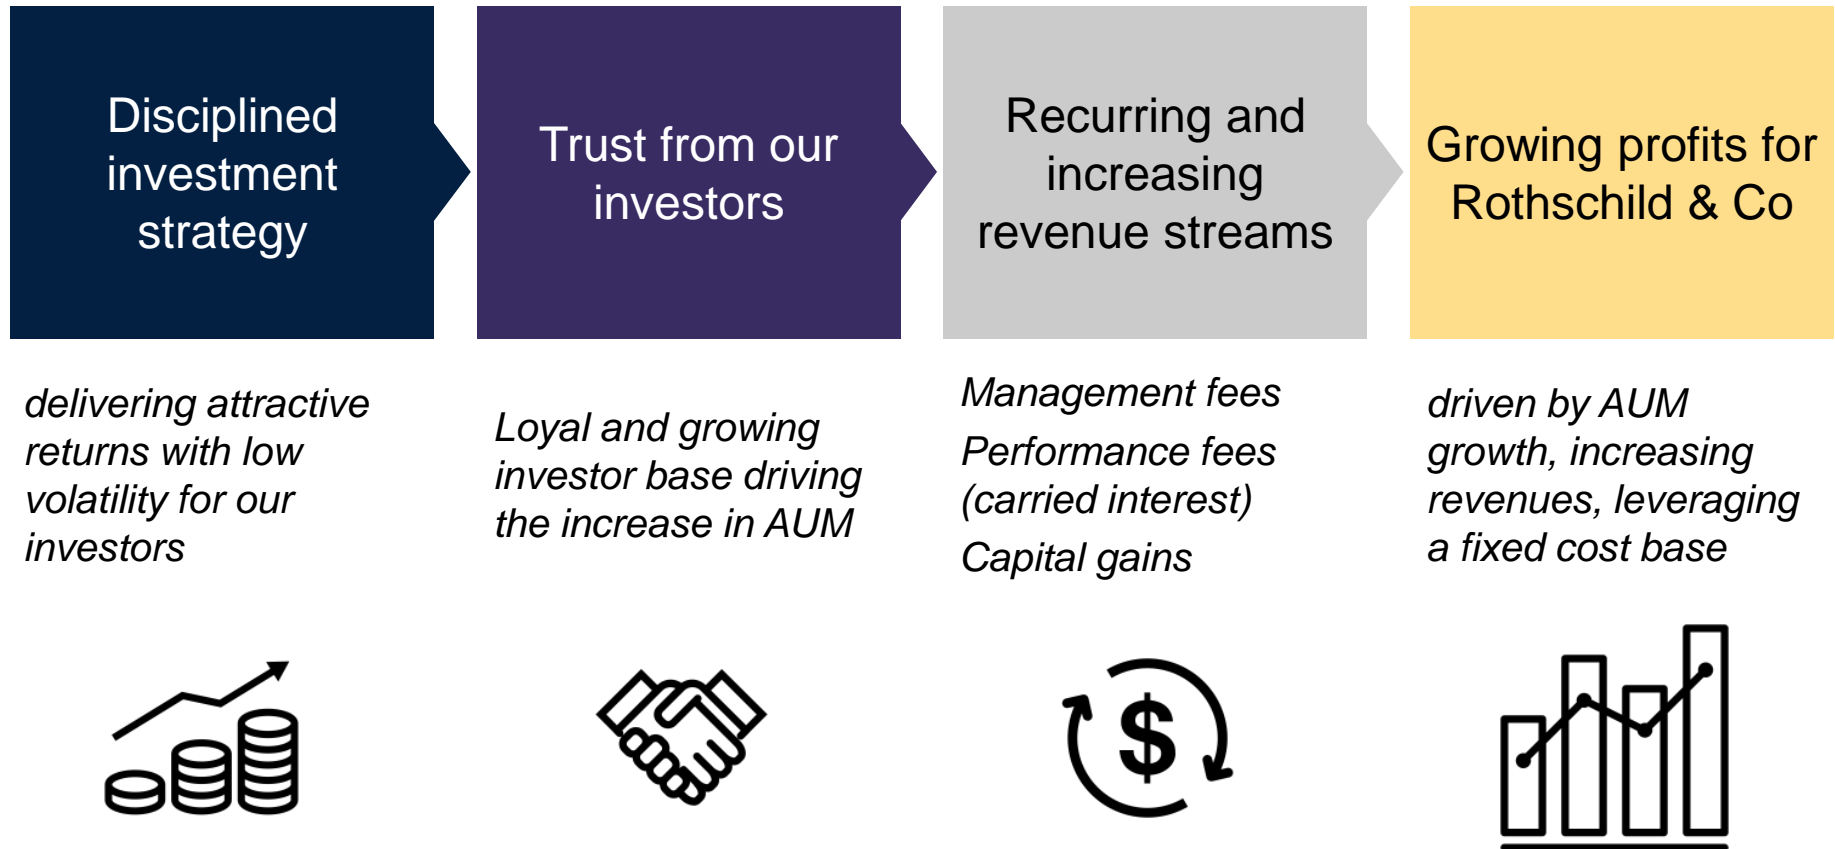 Disciplined
investment
strategy
Trust from our
investors
Recurring and
increasing
revenue streams
Growing profits for
Rothschild & Co
delivering attractive
returns with low
volatility for our
investors
Loyal and growing
investor base driving
the increase in AUM
Management fees
Performance fees
(carried interest)
Capital gains
driven by AUM
growth, increasing
revenues, leveraging
a fixed cost base
$